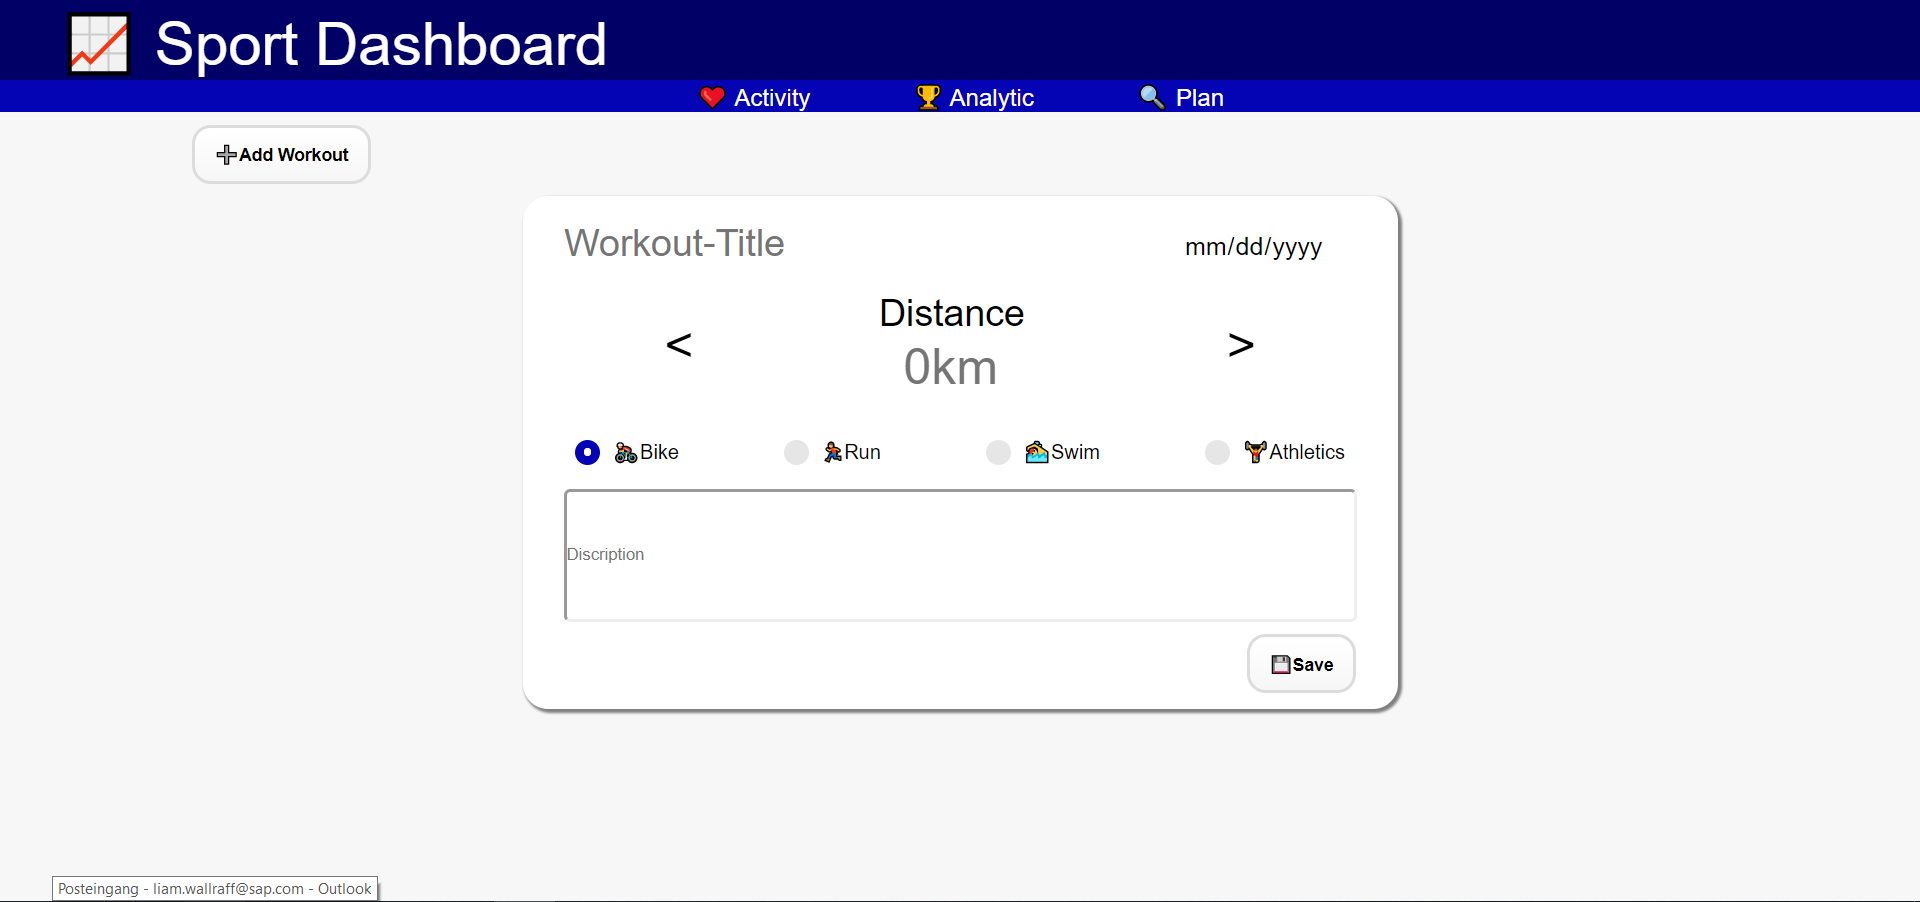 Sport Dashboard
Activity Analytic Plan
Add Workout
Workout-Title mm/dd/yyyy
Distance
< >
0km
Bike Run Swim Athletics
Discription
Save
Posteingang - liam.wallraff@sap.com - Outlook